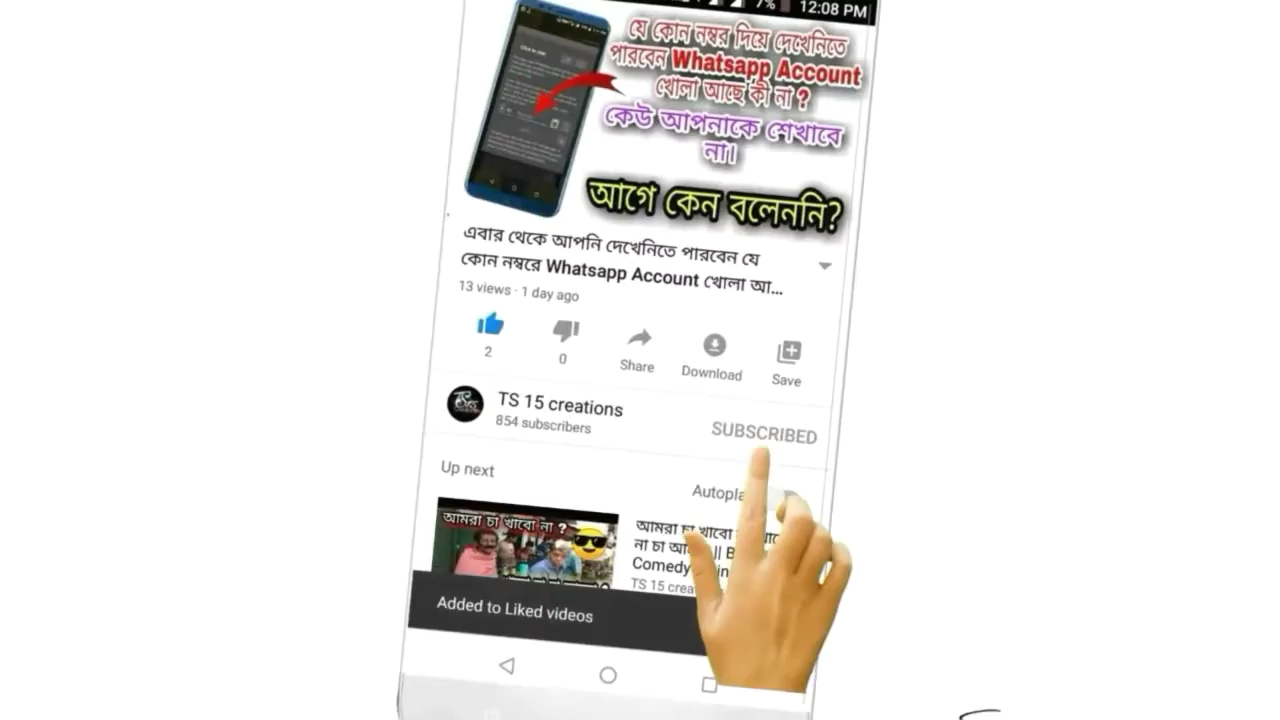 7% 12:08 PM
যে কোন নম্বর দিয়ে দেখেনিতে
পারবেন Whatsapp Account
খোলা আছে কী না ?
কেউ আপনাকে শেখাবে
না।
আগে কেন বলেননি?
এবার থেকে আপনি দেখেনিতে পারবেন যে
কোন নম্বরে Whatsapp Account খোলা আ...
13 views · 1 day ago
2
0
Share
Download
Save
TS 15 creations
854 subscribers
SUBSCRIBED
Up next
Autopla
আমরা চা খাবো না ?
আমরা চা খাবো
না চা
Comedy
TS 15 crea
Added to Liked videos